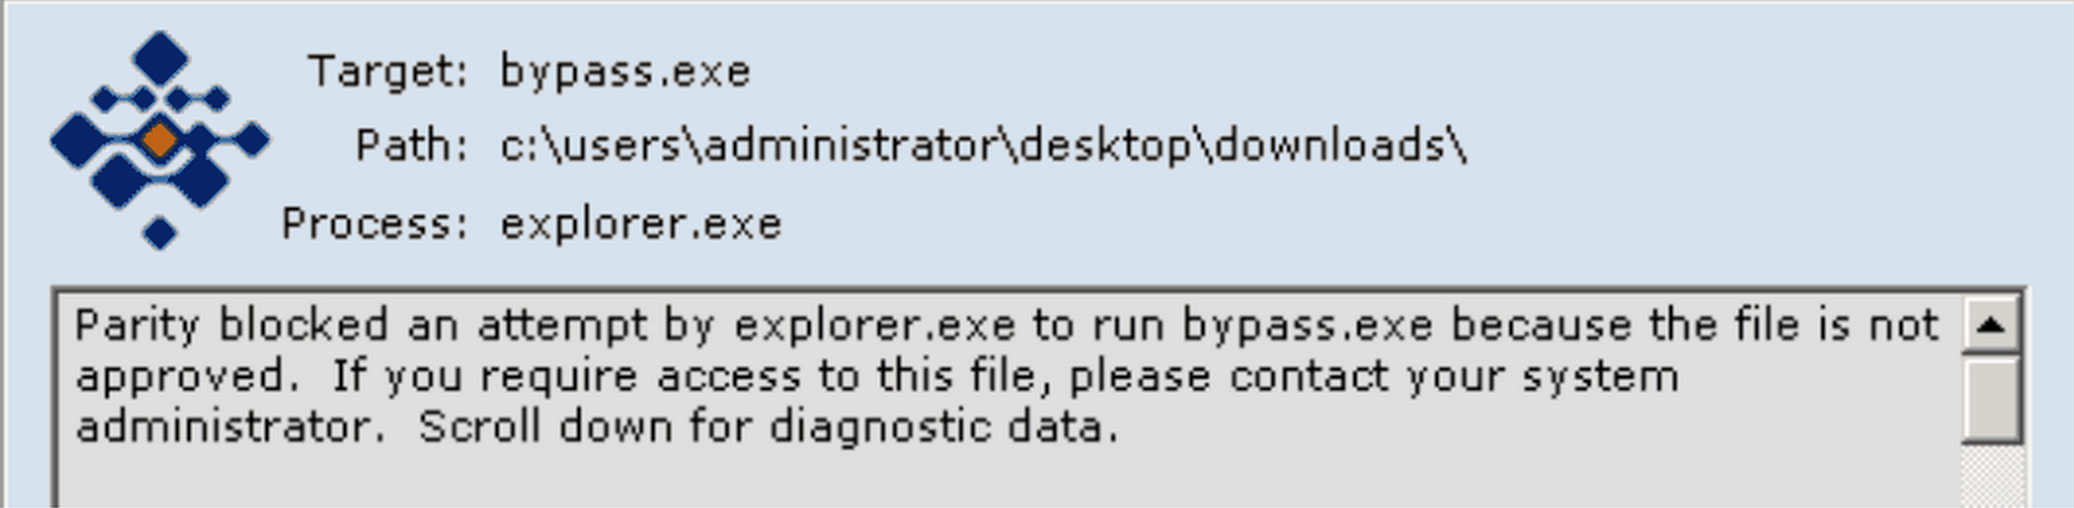 Target: bypass.exe
Path: c:\users\administrator\desktop\downloads\
Process: explorer.exe
Parity blocked an attempt by explorer.exe to run bypass.exe because the file is not
approved.  If you require access to this file, please contact your system
administrator.  Scroll down for diagnostic data.